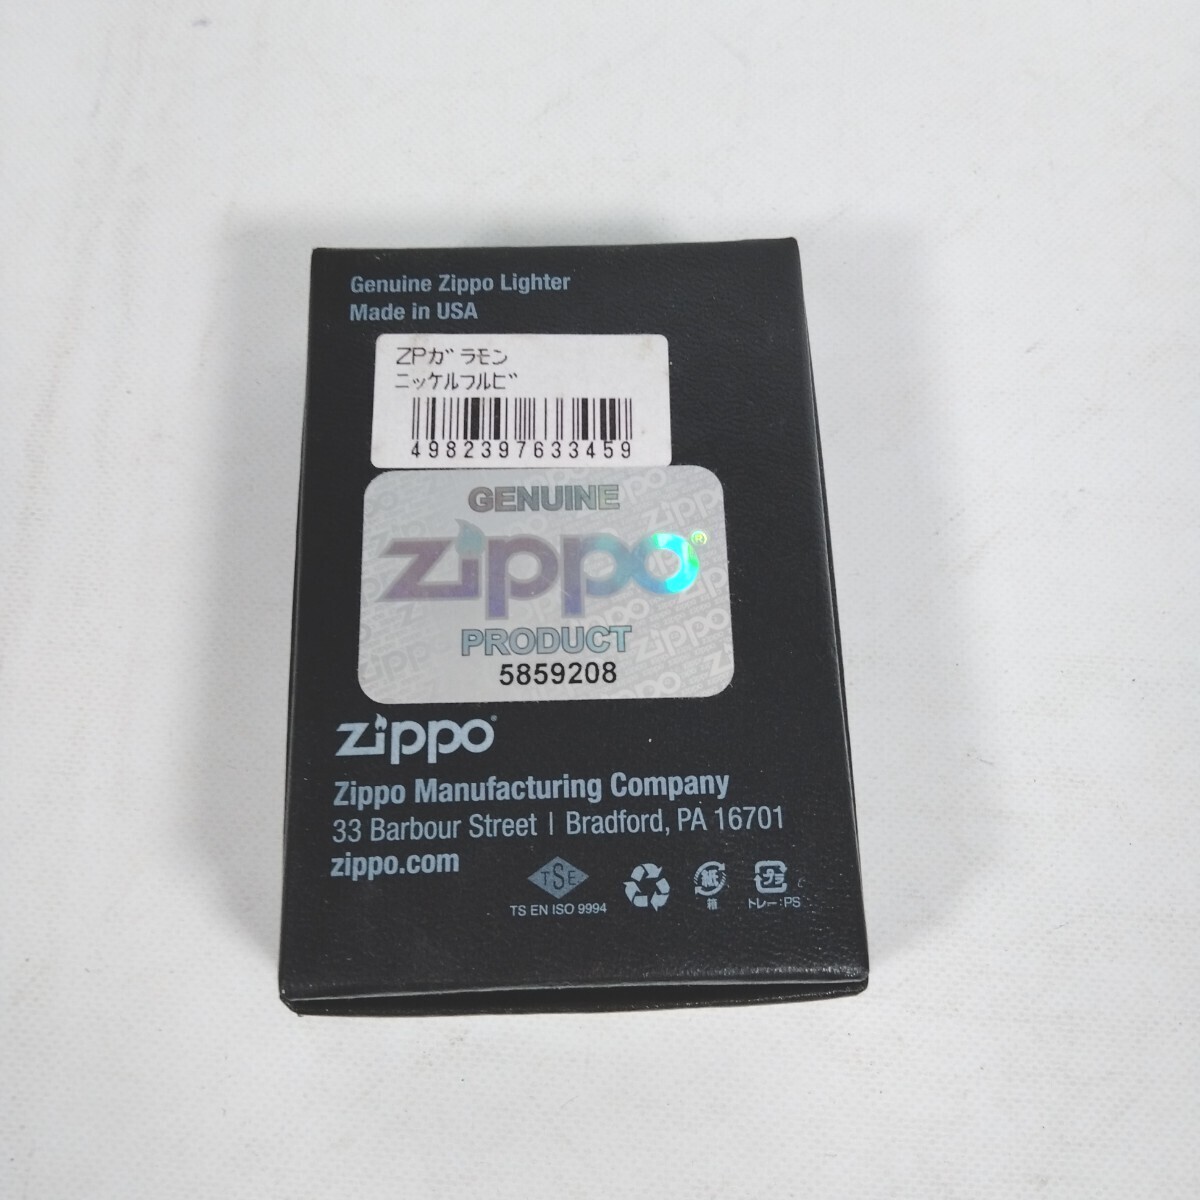 Genuine Zippo Lighter
Made in USA
ZPガラモン
ニッケルフルビ゛
4982397633459
GENUINE
zippo®
PRODUCT
5859208
zippo
Zippo Manufacturing Company
33 Barbour Street | Bradford, PA 16701
zippo.com
TSE
TS EN ISO 9994
紙
箱
プラ
トレー:PS